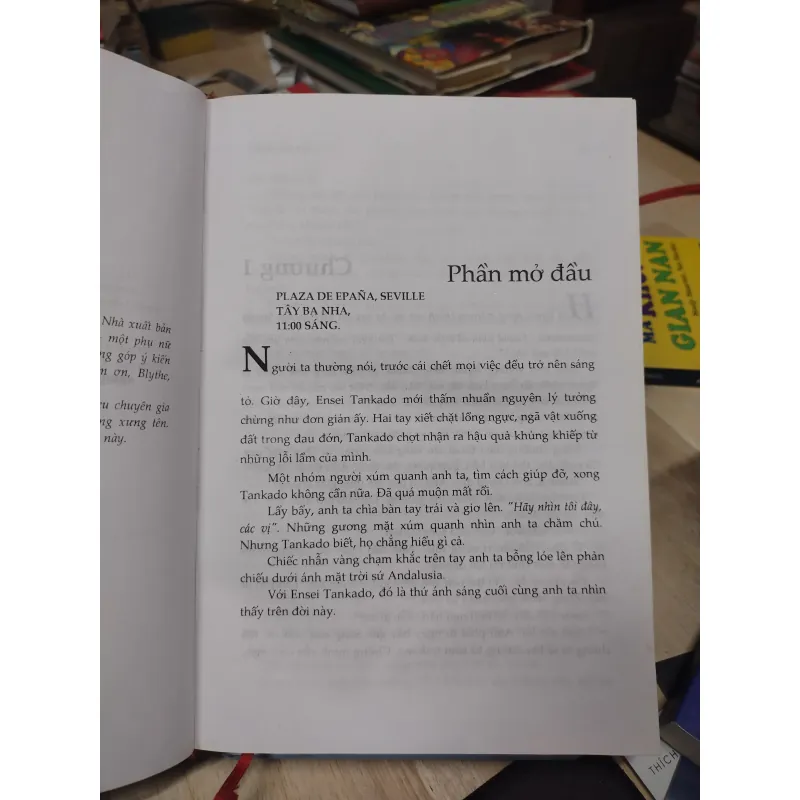 Nhà xuất bản
một phụ nữ
góp ý kiến
ơn, Blythe,
chuyên gia
xưng tên.
này.
Phần mở đầu
PLAZA DE EPAÑA, SEVILLE
TÂY BA NHA,
11:00 SÁNG.
Người ta thường nói, trước cái chết mọi việc đều trở nên sáng
tỏ. Giờ đây, Ensei Tankado mới thấm nhuần nguyên lý tưởng
chừng như đơn giản ấy. Hai tay xiết chặt lồng ngực, ngã vật xuống
đất trong đau đớn, Tankado chợt nhận ra hậu quả khủng khiếp từ
những lỗi lầm của mình.
Một nhóm người xúm quanh anh ta, tìm cách giúp đỡ, xong
Tankado không cần nữa. Đã quá muộn mất rồi.
Lẩy bẩy, anh ta chìa bàn tay trái và giơ lên. "Hãy nhìn tôi đây,
các vị". Những gương mặt xúm quanh nhìn anh ta chăm chú.
Nhưng Tankado biết, họ chẳng hiểu gì cả.
Chiếc nhẫn vàng chạm khắc trên tay anh ta bỗng lóe lên phản
chiếu dưới ánh mặt trời sứ Andalusia.
Với Ensei Tankado, đó là thứ ánh sáng cuối cùng anh ta nhìn
thấy trên đời này.
Chương 1
GIAN NAN
THÍCH